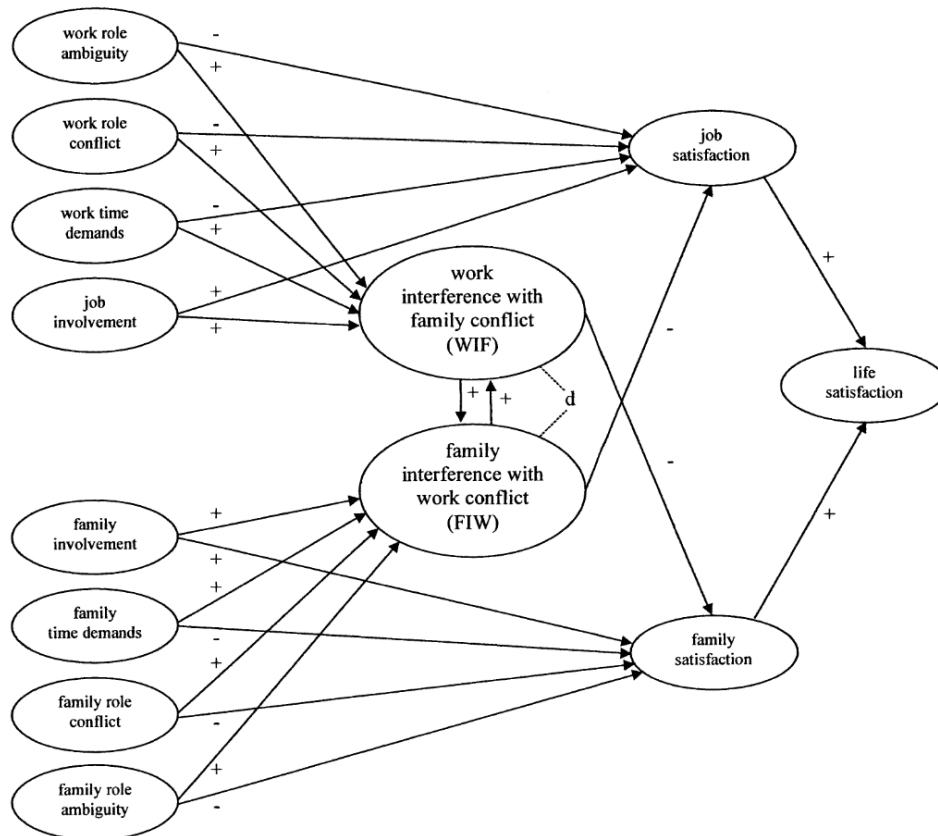 work role
ambiguity
-
+
work role
conflict
-
+
job
satisfaction
work time
demands
-
+
job
involvement
+
+
work
interference with
family conflict
(WIF)
+
-
life
satisfaction
+
+
d
family
interference with
work conflict
(FIW)
-
+
family
involvement
+
+
family
time demands
+
-
family
satisfaction
family role
conflict
+
-
family role
ambiguity
+
-